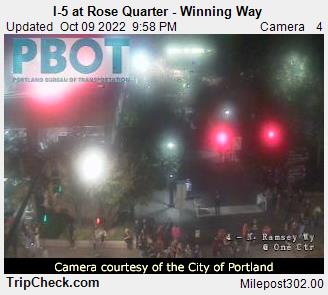 I-5 at Rose Quarter - Winning Way
Updated Oct 09 2022 9:58 PM Camera 4
PBOT
PORTLAND BUREAU OF TRANSPORTATION
4 - N. Ramsey Wy
@ One Ctr
Camera courtesy of the City of Portland
TripCheck.com Milepost302.00